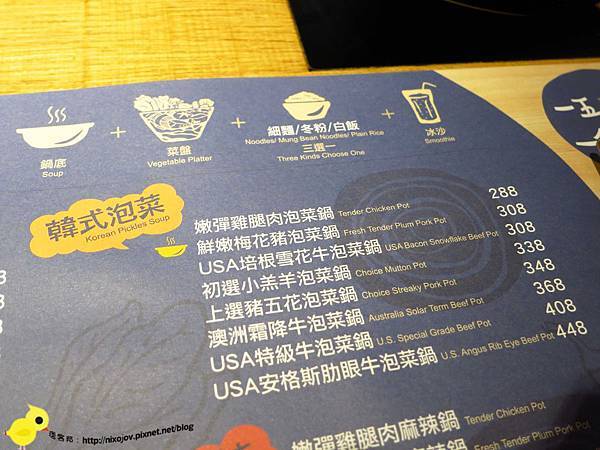 鍋底
Soup
+
菜盤
Vegetable Platter
+
細麵/冬粉/白飯
Noodles/ Mung Bean Noodles/ Plain Rice
三選一
Three Kinds Choose One
+
冰沙
Smoothie
韓式泡菜
Korean Pickles Soup
嫩彈雞腿肉泡菜鍋 Tender Chicken Pot 288
鮮嫩梅花豬泡菜鍋 Fresh Tender Plum Pork Pot 308
USA培根雪花牛泡菜鍋 USA Bacon Snowflake Beef Pot 308
初選小羔羊泡菜鍋 Choice Mutton Pot 338
上選豬五花泡菜鍋 Choice Streaky Pork Pot 348
澳洲霜降牛泡菜鍋 Australia Solar Term Beef Pot 368
USA特級牛泡菜鍋 U.S. Special Grade Beef Pot 408
USA安格斯肋眼牛泡菜鍋 U.S. Angus Rib Eye Beef Pot 448
嫩彈雞腿肉麻辣鍋 Tender Chicken Pot
Fresh Tender Plum Pork Pot
痞客邦 : http://nixojov.pixnet.net/blog